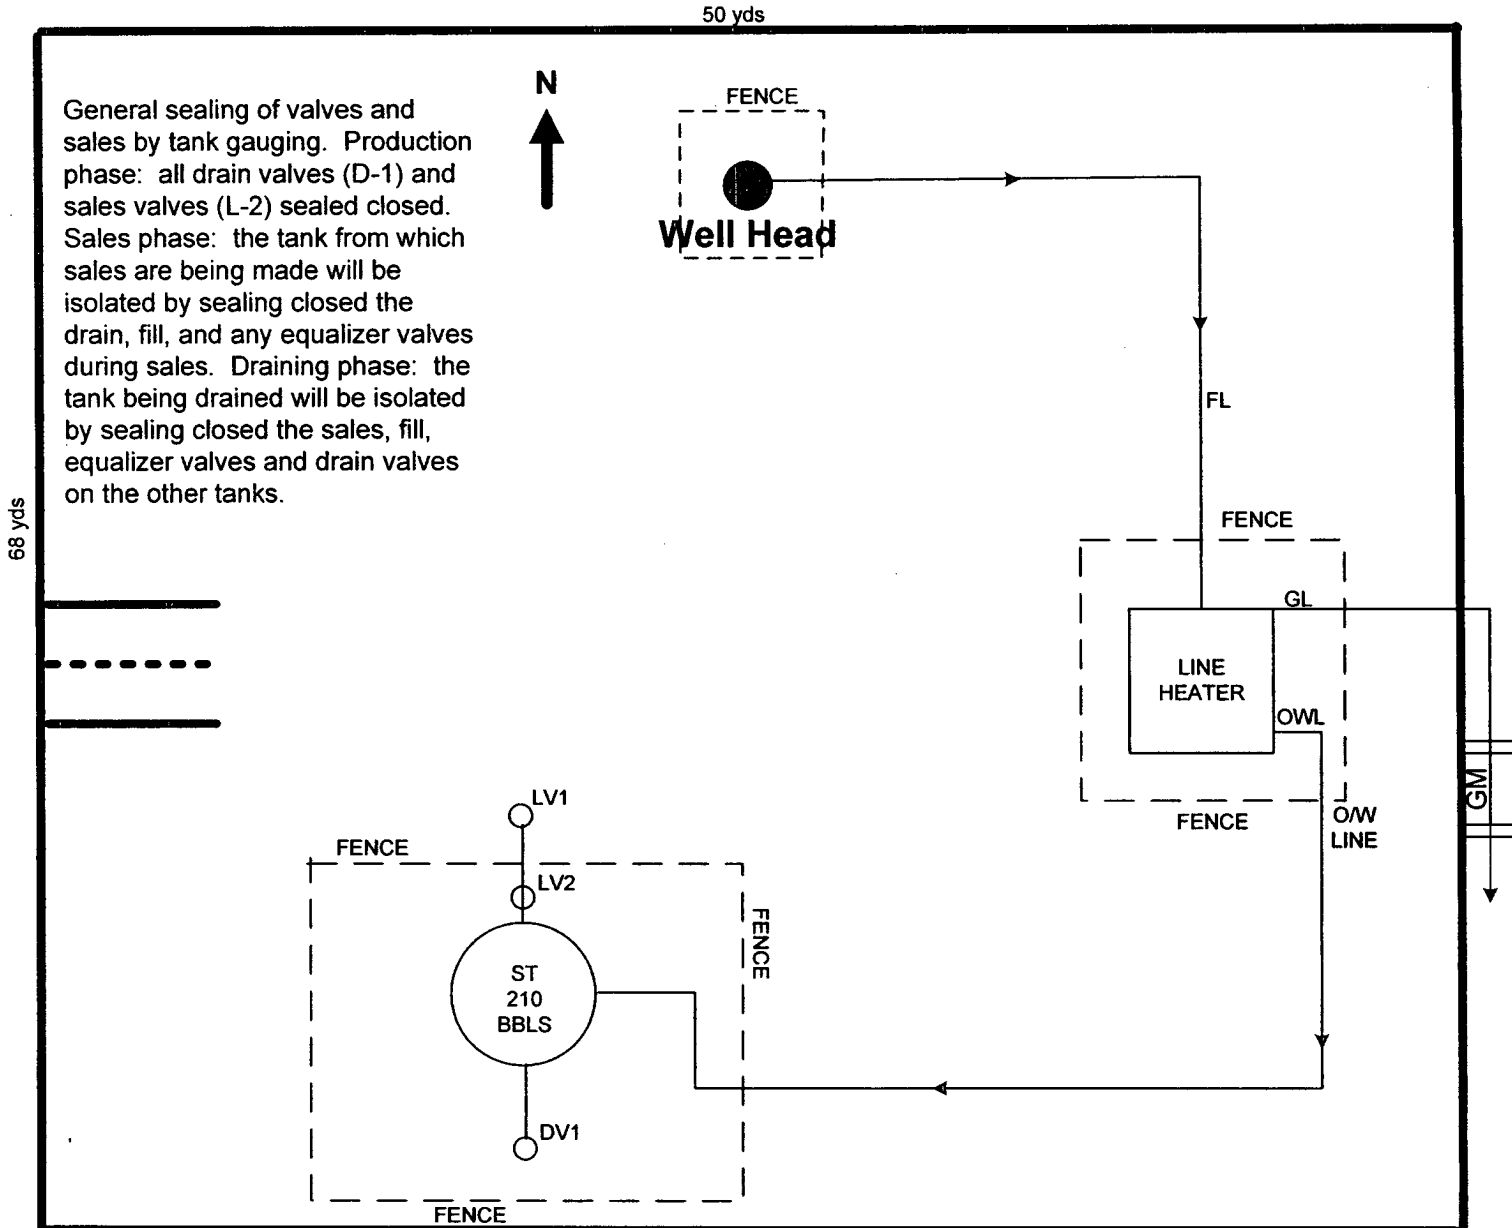 50 yds
General sealing of valves and
sales by tank gauging. Production
phase: all drain valves (D-1) and
sales valves (L-2) sealed closed.
Sales phase: the tank from which
sales are being made will be
isolated by sealing closed the
drain, fill, and any equalizer valves
during sales. Draining phase: the
tank being drained will be isolated
by sealing closed the sales, fill,
equalizer valves and drain valves
on the other tanks.
N
FENCE
Well Head
FL
68 yds
FENCE
GL
LINE
HEATER
OWL
GM
FENCE
O/W
LINE
LV1
FENCE
LV2
FENCE
ST
210
BBLS
DV1
FENCE